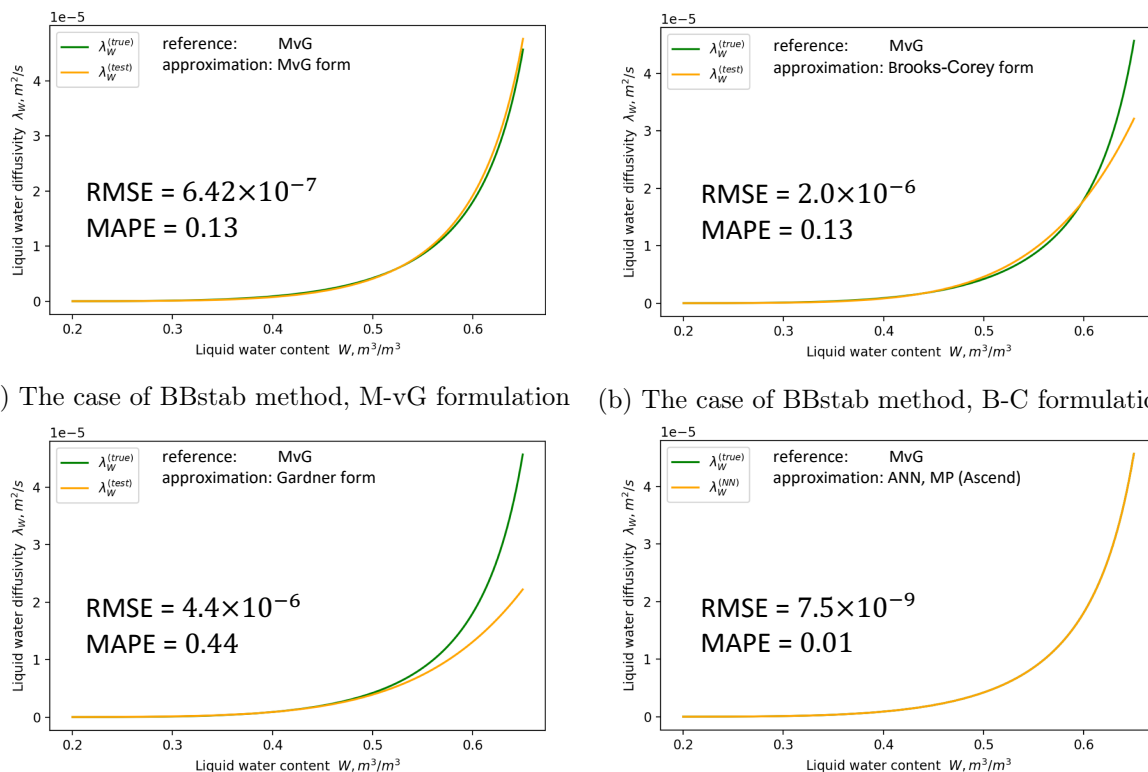 1e−5
λ_W^(true)
λ_W^(test)
reference: MvG
approximation: MvG form
RMSE = 6.42×10⁻⁷
MAPE = 0.13
Liquid water diffusivity λ_W, m²/s
4
3
2
1
0
0.2 0.3 0.4 0.5 0.6
Liquid water content W, m³/m³
1e−5
λ_W^(true)
λ_W^(test)
reference: MvG
approximation: Brooks-Corey form
RMSE = 2.0×10⁻⁶
MAPE = 0.13
Liquid water diffusivity λ_W, m²/s
5
4
3
2
1
0
0.2 0.3 0.4 0.5 0.6
Liquid water content W, m³/m³
) The case of BBstab method, M-vG formulation
(b) The case of BBstab method, B-C formulatio
1e−5
λ_W^(true)
λ_W^(test)
reference: MvG
approximation: Gardner form
RMSE = 4.4×10⁻⁶
MAPE = 0.44
Liquid water diffusivity λ_W, m²/s
4
3
2
1
0
0.2 0.3 0.4 0.5 0.6
Liquid water content W, m³/m³
1e−5
λ_W^(true)
λ_W^(NN)
reference: MvG
approximation: ANN, MP (Ascend)
RMSE = 7.5×10⁻⁹
MAPE = 0.01
Liquid water diffusivity λ_W, m²/s
4
3
2
1
0
0.2 0.3 0.4 0.5 0.6
Liquid water content W, m³/m³